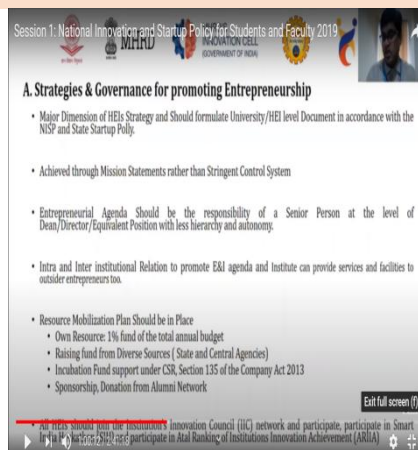 Session 1: National Innovation and Startup Policy for Students and Faculty 2019
MHRD
INNOVATION CELL
(GOVERNMENT OF INDIA)
A. Strategies & Governance for promoting Entrepreneurship
• Major Dimension of HEIs Strategy and Should formulate University/HEI level Document in accordance with the
NISP and State Startup Polly.
• Achieved through Mission Statements rather than Stringent Control System
• Entrepreneurial Agenda Should be the responsibility of a Senior Person at the level of
Dean/Director/Equivalent Position with less hierarchy and autonomy.
• Intra and Inter institutional Relation to promote E&I agenda and Institute can provide services and facilities to
outsider entrepreneurs too.
• Resource Mobilization Plan Should be in Place
• Own Resource: 1% fund of the total annual budget
• Raising fund from Diverse Sources ( State and Central Agencies)
• Incubation Fund support under CSR, Section 135 of the Company Act 2013
• Sponsorship, Donation from Alumni Network
Exit full screen (f)
• All HEIs should join the Institution's Innovation Council (IIC) network and participate, participate in Smart
India Hackathon (SIH) and participate in Atal Ranking of Institutions Innovation Achievement (ARIIA)